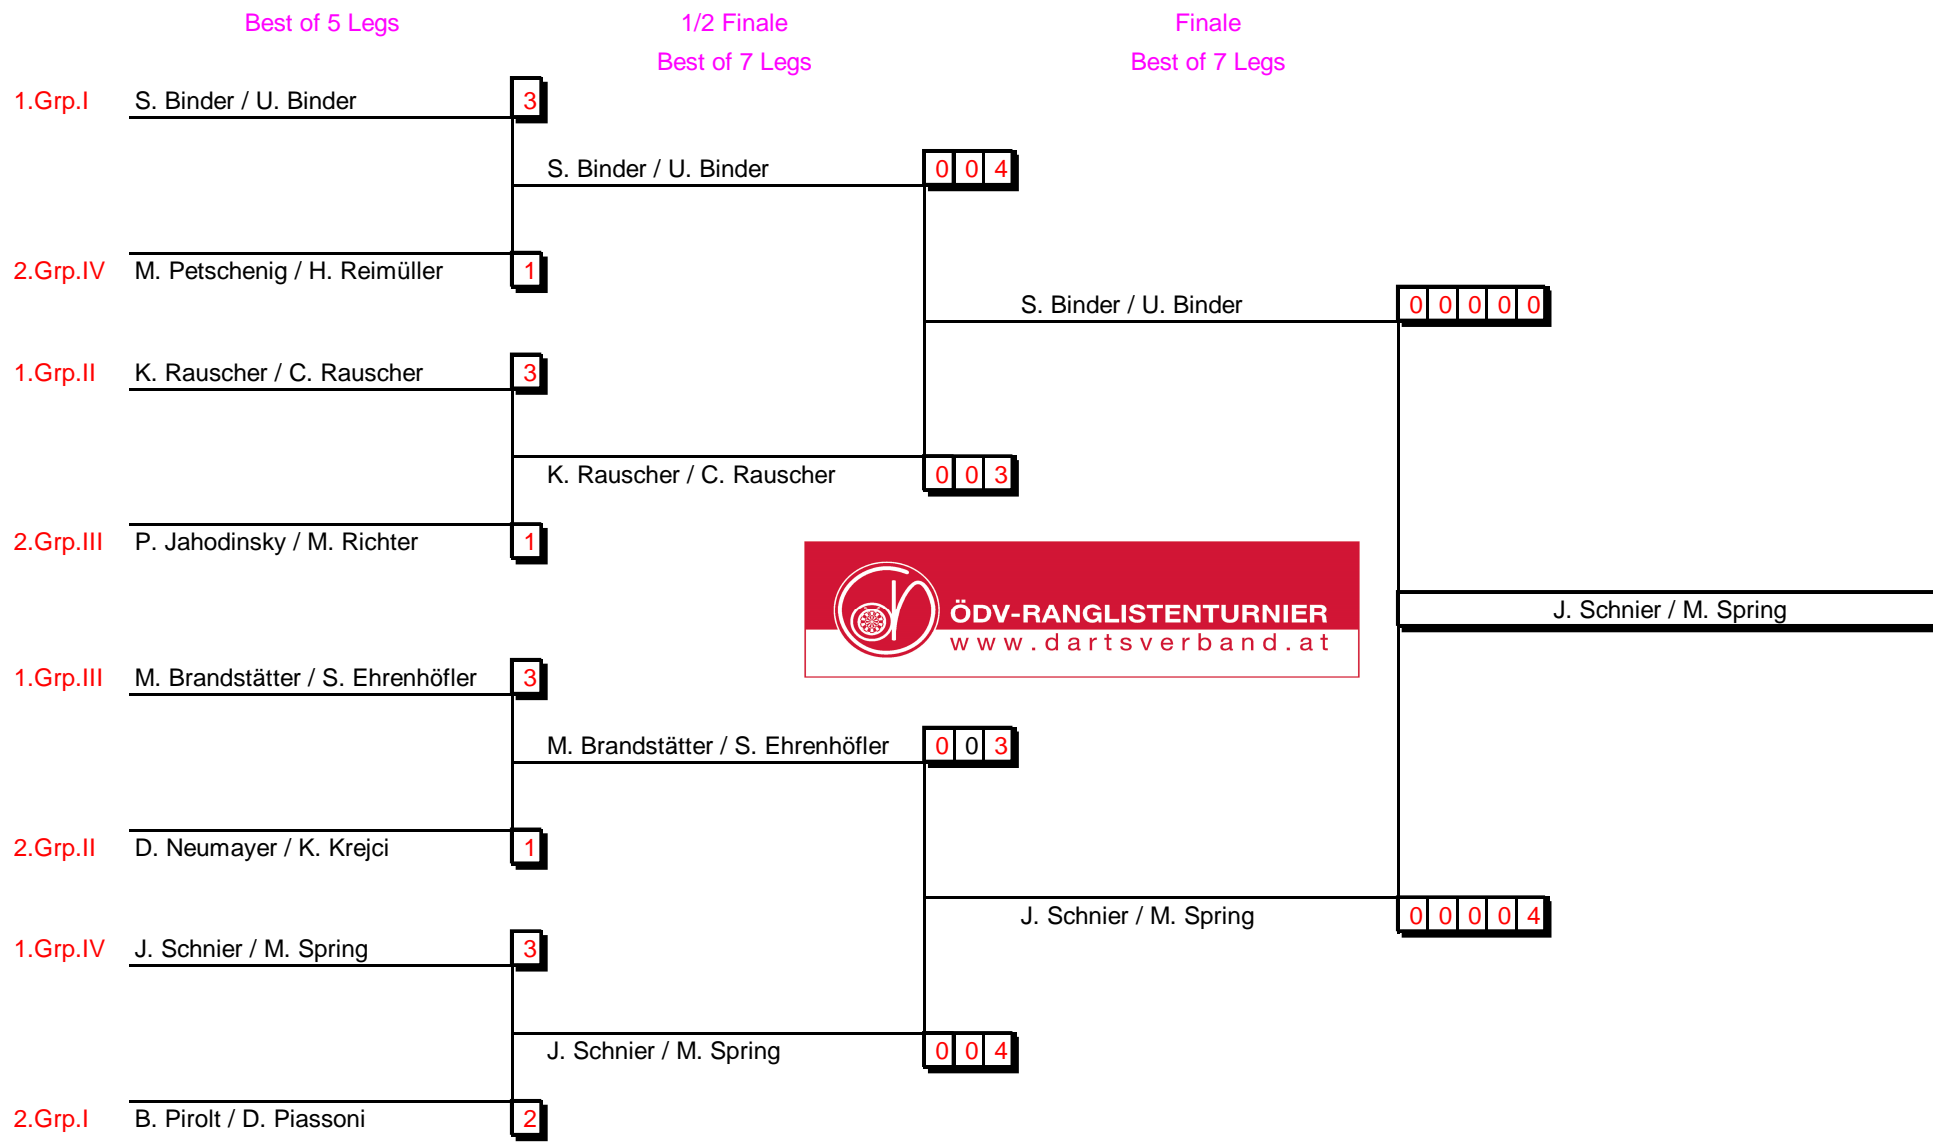 Best of 5 Legs 1/2 Finale Finale
Best of 7 Legs Best of 7 Legs
1.Grp.I S. Binder / U. Binder 3
S. Binder / U. Binder 0 0 4
2.Grp.IV M. Petschenig / H. Reimüller 1
S. Binder / U. Binder 0 0 0 0 0
1.Grp.II K. Rauscher / C. Rauscher 3
K. Rauscher / C. Rauscher 0 0 3
2.Grp.III P. Jahodinsky / M. Richter 1
ÖDV-RANGLISTENTURNIER
www.dartsverband.at
J. Schnier / M. Spring
1.Grp.III M. Brandstätter / S. Ehrenhöfler 3
M. Brandstätter / S. Ehrenhöfler 0 0 3
2.Grp.II D. Neumayer / K. Krejci 1
J. Schnier / M. Spring 0 0 0 0 4
1.Grp.IV J. Schnier / M. Spring 3
J. Schnier / M. Spring 0 0 4
2.Grp.I B. Pirolt / D. Piassoni 2